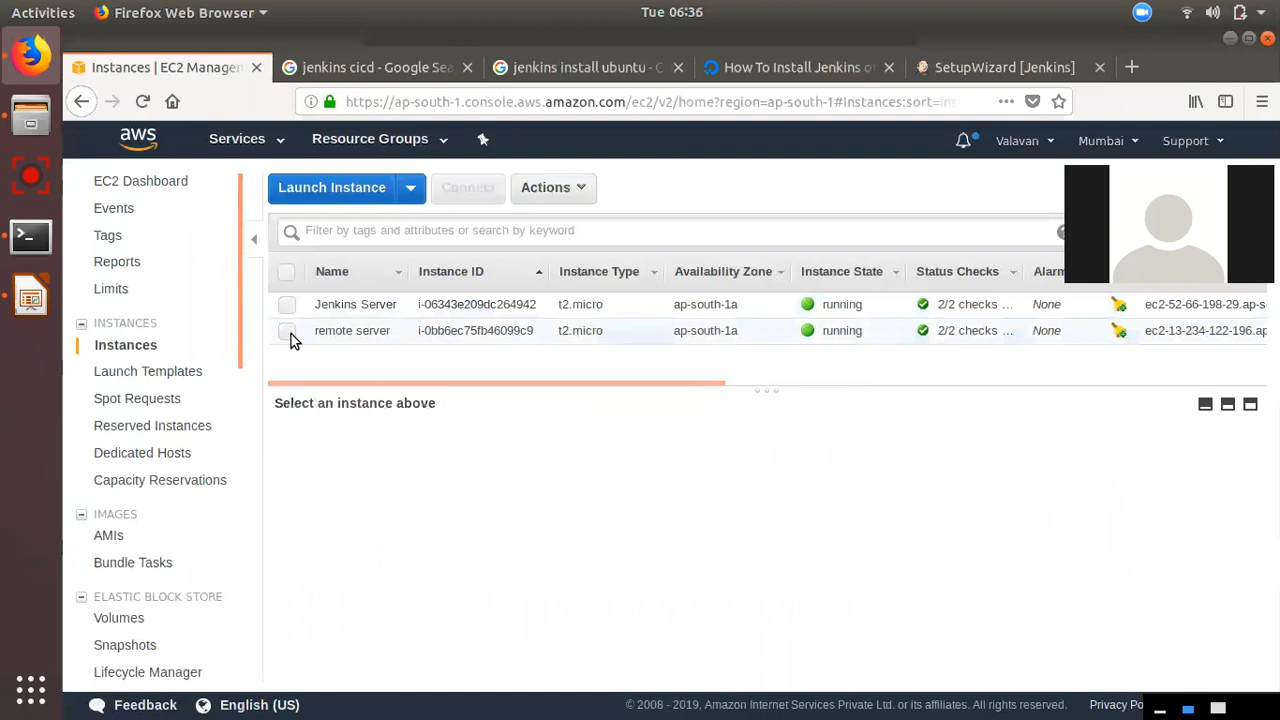 Activities Firefox Web Browser Tue 06:36
Instances | EC2 Manager jenkins cicd - Google Sea jenkins install ubuntu - G How To Install Jenkins on SetupWizard [Jenkins]
https://ap-south-1.console.aws.amazon.com/ec2/v2/home?region=ap-south-1#Instances:sort=ins
aws Services Resource Groups Valavan Mumbai Support
EC2 Dashboard
Events
Tags
Reports
Limits
INSTANCES
Instances
Launch Templates
Spot Requests
Reserved Instances
Dedicated Hosts
Capacity Reservations
IMAGES
AMIs
Bundle Tasks
ELASTIC BLOCK STORE
Volumes
Snapshots
Lifecycle Manager
Launch Instance Connect Actions
Filter by tags and attributes or search by keyword
Name Instance ID Instance Type Availability Zone Instance State Status Checks Alarm
Jenkins Server i-06343e209dc264942 t2.micro ap-south-1a running 2/2 checks ... None ec2-52-66-198-29.ap-s
remote server i-0bb6ec75fb46099c9 t2.micro ap-south-1a running 2/2 checks ... None ec2-13-234-122-196.ap
Select an instance above
Feedback English (US) © 2008 - 2019, Amazon Internet Services Private Ltd. or its affiliates. All rights reserved. Privacy Po